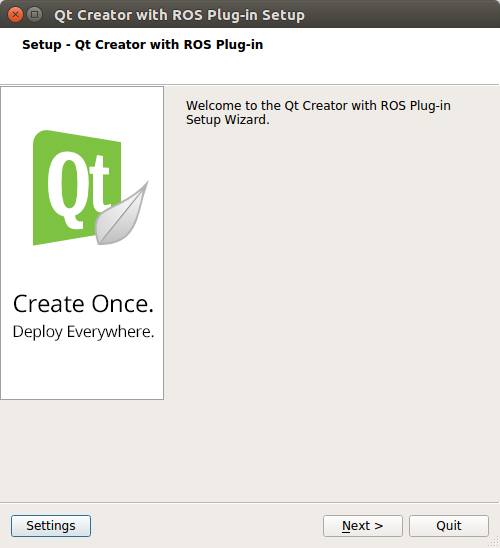 Qt Creator with ROS Plug-in Setup
Setup - Qt Creator with ROS Plug-in
Welcome to the Qt Creator with ROS Plug-in
Setup Wizard.
Qt
Create Once.
Deploy Everywhere.
Settings
Next >
Quit